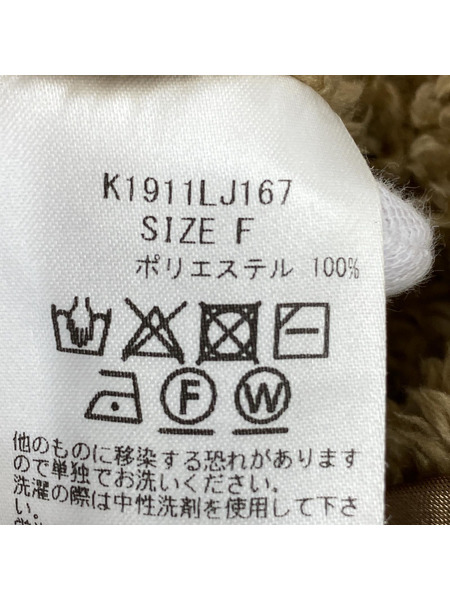 K1911LJ167
SIZE F
ポリエステル 100%
F W
他のものに移染する恐れがあります
ので単独でお洗いください。
洗濯の際は中性洗剤を使用して下さ
い。